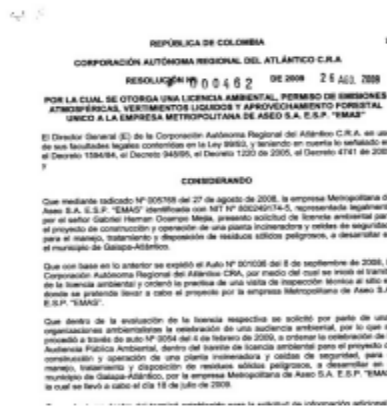 REPÚBLICA DE COLOMBIA
CORPORACIÓN AUTÓNOMA REGIONAL DEL ATLÁNTICO C.R.A
RESOLUCIÓN Nº 000462 DE 2009 26 AGO. 2009
POR LA CUAL SE OTORGA UNA LICENCIA AMBIENTAL, PERMISO DE EMISIONES
ATMOSFÉRICAS, VERTIMIENTOS LIQUIDOS Y APROVECHAMIENTO FORESTAL
UNICO A LA EMPRESA METROPOLITANA DE ASEO S.A. E.S.P. "EMAS"
El Director General (E) de la Corporación Autónoma Regional del Atlántico C.R.A. en uso
de sus facultades legales contenidas en la Ley 99/93, y teniendo en cuenta lo señalado en
el Decreto 1594/84, el Decreto 948/95, el Decreto 1220 de 2005, el Decreto 4741 de 2005
y
CONSIDERANDO
Que mediante radicado Nº 005768 del 27 de agosto de 2008, la empresa Metropolitana de
Aseo S.A. E.S.P. "EMAS" identificada con NIT Nº representada legalmente
por el señor Gabriel Hernan Ocampo Mejia, presento solicitud de licencia ambiental para
el proyecto de construcción y operación de una planta incineradora y celdas de seguridad
para el manejo, tratamiento y disposición de residuos sólidos peligrosos, a desarrollar en
el municipio de Galapa-Atlántico.
Que con base en lo anterior se expidió el Auto Nº 001036 del 8 de septiembre de 2008, la
Corporación Autónoma Regional del Atlántico CRA, por medio del cual se inició el tramite
de la licencia ambiental y ordenó la practica de una visita de inspección técnica al sitio en
donde se pretende llevar a cabo el proyecto por la empresa Metropolitana de Aseo S.A.
E.S.P. "EMAS".
Que dentro de la evaluación de la licencia respectiva se solicitó por parte de unas
organizaciones ambientalistas la celebración de una audiencia ambiental, por lo que se
procedió a través de auto Nº 0054 del 4 de febrero de 2009, a ordenar la celebración de
Audiencia Pública Ambiental, dentro del tramite de licencia ambiental para el proyecto de
construcción y operación de una planta incineradora y celdas de seguridad, para el
manejo, tratamiento y disposición de residuos sólidos peligrosos, a desarrollar en el
municipio de Galapa-Atlántico, por la empresa Metropolitana de Aseo S.A. E.S.P. "EMAS"
la cual se llevó a cabo el día 18 de julio de 2009.